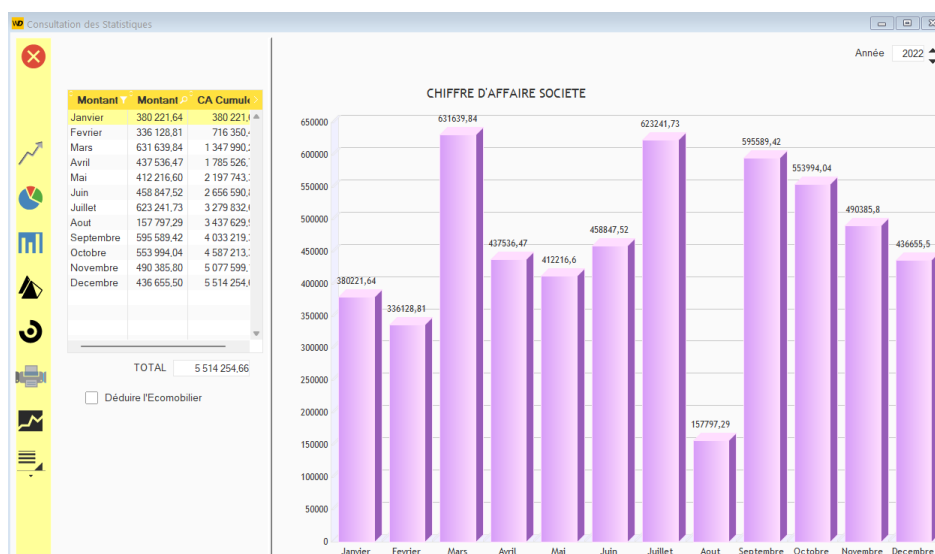 WD Consultation des Statistiques
Année 2022
CHIFFRE D'AFFAIRE SOCIETE
Montant Montant CA Cumulé
Janvier 380 221,64 380 221,
Fevrier 336 128,81 716 350,
Mars 631 639,84 1 347 990,
Avril 437 536,47 1 785 526,
Mai 412 216,60 2 197 743,
Juin 458 847,52 2 656 590,
Juillet 623 241,73 3 279 832,
Aout 157 797,29 3 437 629,
Septembre 595 589,42 4 033 219,
Octobre 553 994,04 4 587 213,
Novembre 490 385,80 5 077 599,
Decembre 436 655,50 5 514 254,
TOTAL 5 514 254,66
Déduire l'Ecomobilier
650000
600000
550000
500000
450000
400000
350000
300000
250000
200000
150000
100000
50000
0
380221,64
336128,81
631639,84
437536,47
412216,6
458847,52
623241,73
157797,29
595589,42
553994,04
490385,8
436655,5
Janvier Fevrier Mars Avril Mai Juin Juillet Aout Septembre Octobre Novembre Decembre